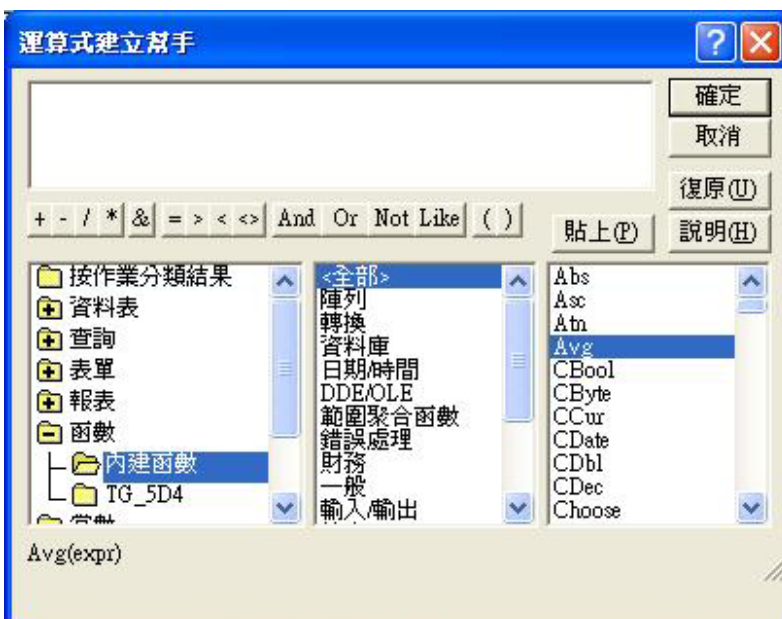 運算式建立幫手
確定
取消
復原(U)
+ - / * & = > < <> And Or Not Like ( )
貼上(P)
說明(H)
按作業分類結果
資料表
查詢
表單
報表
函數
內建函數
TG_5D4
常數
<全部>
陣列
轉換
資料庫
日期/時間
DDE/OLE
範圍聚合函數
錯誤處理
財務
一般
輸入/輸出
Abs
Asc
Atn
Avg
CBool
CByte
CCur
CDate
CDbl
CDec
Choose
Avg(expr)